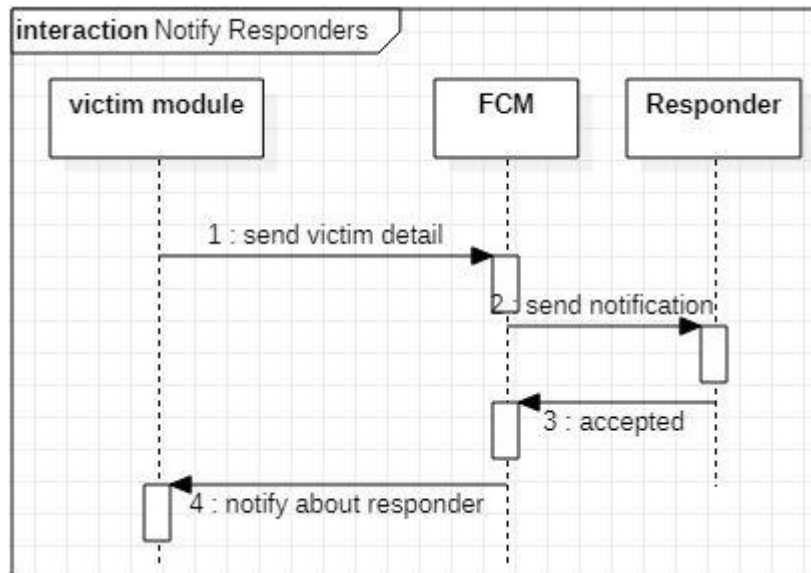 interaction Notify Responders
victim module
FCM
Responder
1 : send victim detail
2 : send notification
3 : accepted
4 : notify about responder